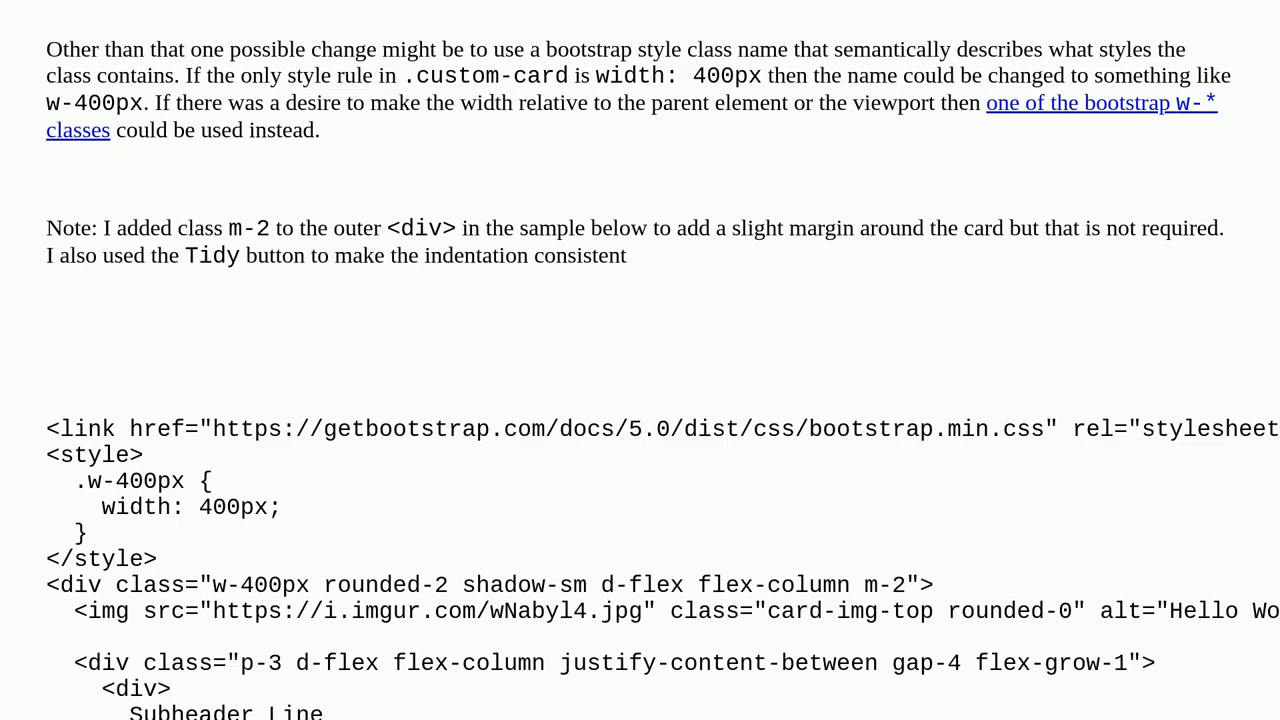 Other than that one possible change might be to use a bootstrap style class name that semantically describes what styles the
class contains. If the only style rule in .custom-card is width: 400px then the name could be changed to something like
w-400px. If there was a desire to make the width relative to the parent element or the viewport then one of the bootstrap w-*
classes could be used instead.
Note: I added class m-2 to the outer <div> in the sample below to add a slight margin around the card but that is not required.
I also used the Tidy button to make the indentation consistent
<link href="https://getbootstrap.com/docs/5.0/dist/css/bootstrap.min.css" rel="stylesheet
<style>
  .w-400px {
    width: 400px;
  }
</style>
<div class="w-400px rounded-2 shadow-sm d-flex flex-column m-2">
  <img src="https://i.imgur.com/wNabyl4.jpg" class="card-img-top rounded-0" alt="Hello Wo
  <div class="p-3 d-flex flex-column justify-content-between gap-4 flex-grow-1">
    <div>
      Subheader Line